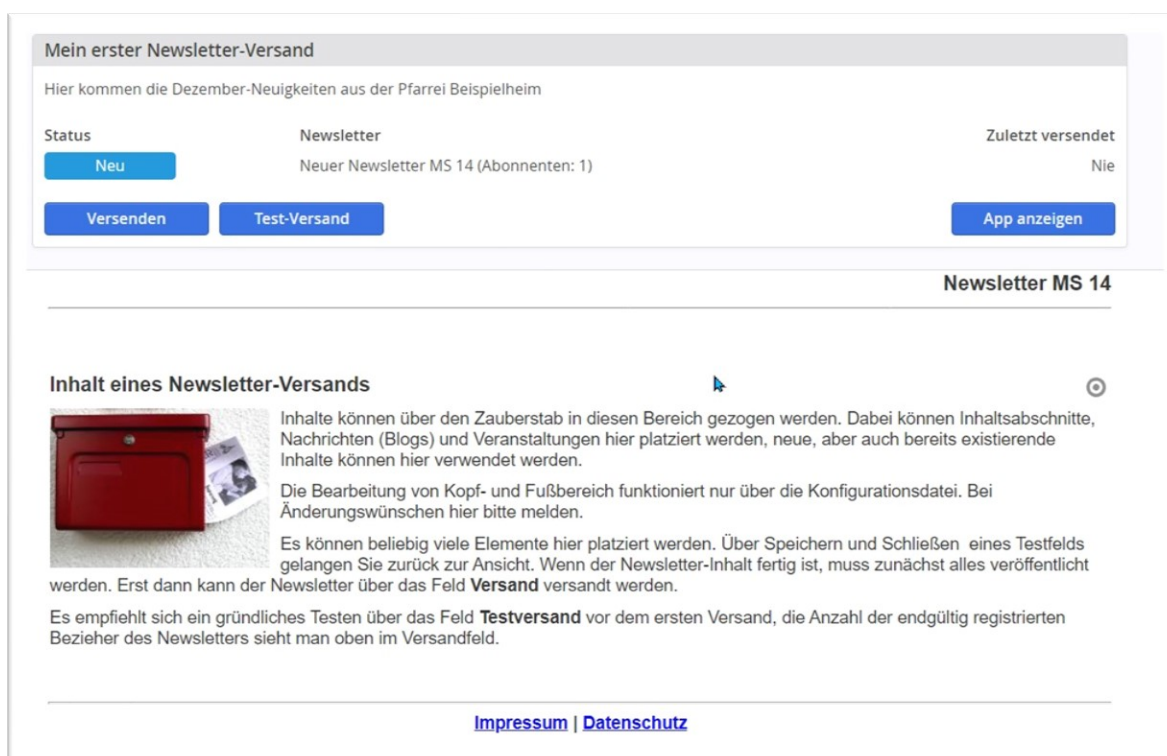 Mein erster Newsletter-Versand
Hier kommen die Dezember-Neuigkeiten aus der Pfarrei Beispielheim
Status Newsletter Zuletzt versendet
Neu Neuer Newsletter MS 14 (Abonnenten: 1) Nie
Versenden Test-Versand App anzeigen
Newsletter MS 14
Inhalt eines Newsletter-Versands
Inhalte können über den Zauberstab in diesen Bereich gezogen werden. Dabei können Inhaltsabschnitte,
Nachrichten (Blogs) und Veranstaltungen hier platziert werden, neue, aber auch bereits existierende
Inhalte können hier verwendet werden.
Die Bearbeitung von Kopf- und Fußbereich funktioniert nur über die Konfigurationsdatei. Bei
Änderungswünschen hier bitte melden.
Es können beliebig viele Elemente hier platziert werden. Über Speichern und Schließen  eines Testfelds
gelangen Sie zurück zur Ansicht. Wenn der Newsletter-Inhalt fertig ist, muss zunächst alles veröffentlicht
werden. Erst dann kann der Newsletter über das Feld Versand versandt werden.
Es empfiehlt sich ein gründliches Testen über das Feld Testversand vor dem ersten Versand, die Anzahl der endgültig registrierten
Bezieher des Newsletters sieht man oben im Versandfeld.
Impressum | Datenschutz